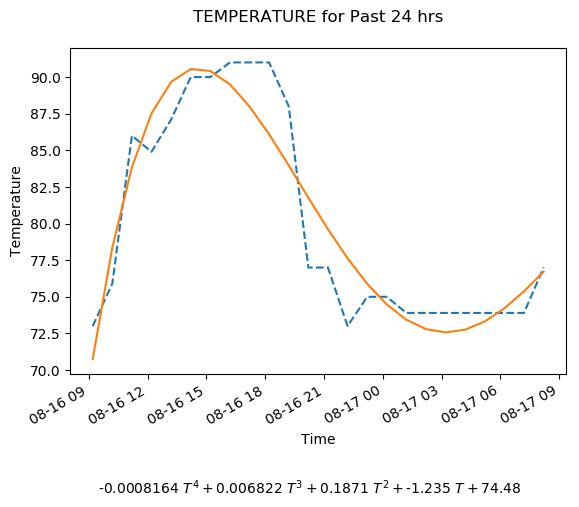 TEMPERATURE for Past 24 hrs
90.0
87.5
85.0
82.5
80.0
77.5
75.0
72.5
70.0
Temperature
08-16 09 08-16 12 08-16 15 08-16 18 08-16 21 08-17 00 08-17 03 08-17 06 08-17 09
Time
-0.0008164 T⁴ + 0.006822 T³ + 0.1871 T² + -1.235 T + 74.48